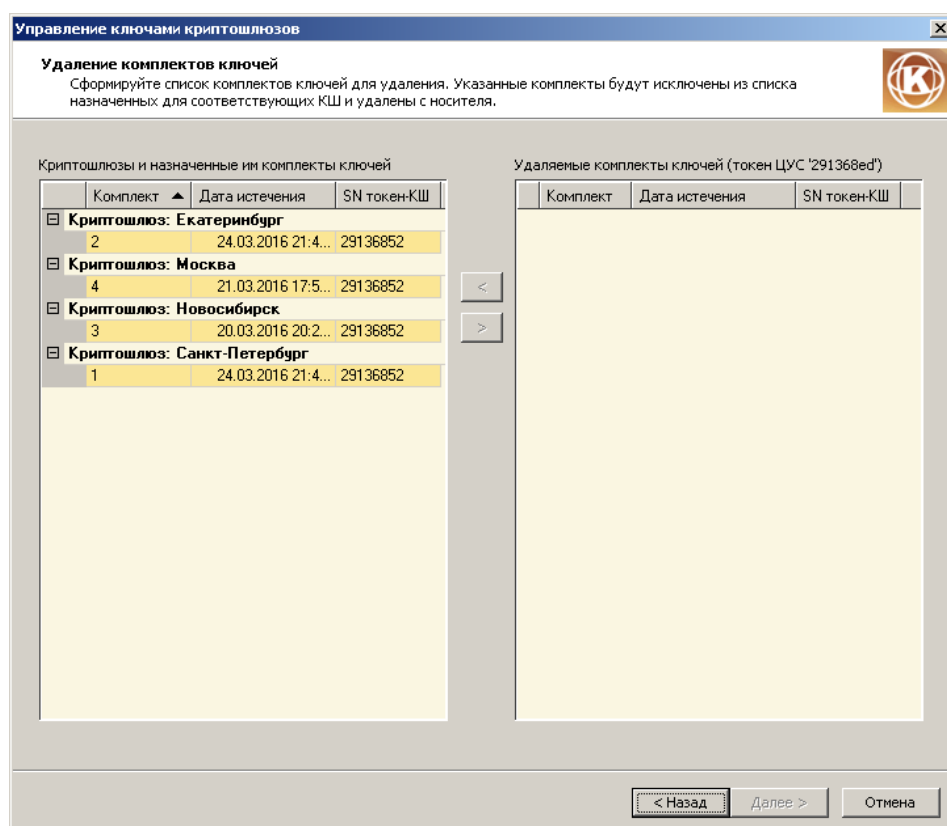 Управление ключами криптошлюзов
Удаление комплектов ключей
Сформируйте список комплектов ключей для удаления. Указанные комплекты будут исключены из списка
назначенных для соответствующих КШ и удалены с носителя.
Криптошлюзы и назначенные им комплекты ключей
Комплект Дата истечения SN токен-КШ
Криптошлюз: Екатеринбург
2 24.03.2016 21:4... 29136852
Криптошлюз: Москва
4 21.03.2016 17:5... 29136852
Криптошлюз: Новосибирск
3 20.03.2016 20:2... 29136852
Криптошлюз: Санкт-Петербург
1 24.03.2016 21:4... 29136852
<
>
Удаляемые комплекты ключей (токен ЦУС '291368ed')
Комплект Дата истечения SN токен-КШ
< Назад Далее > Отмена